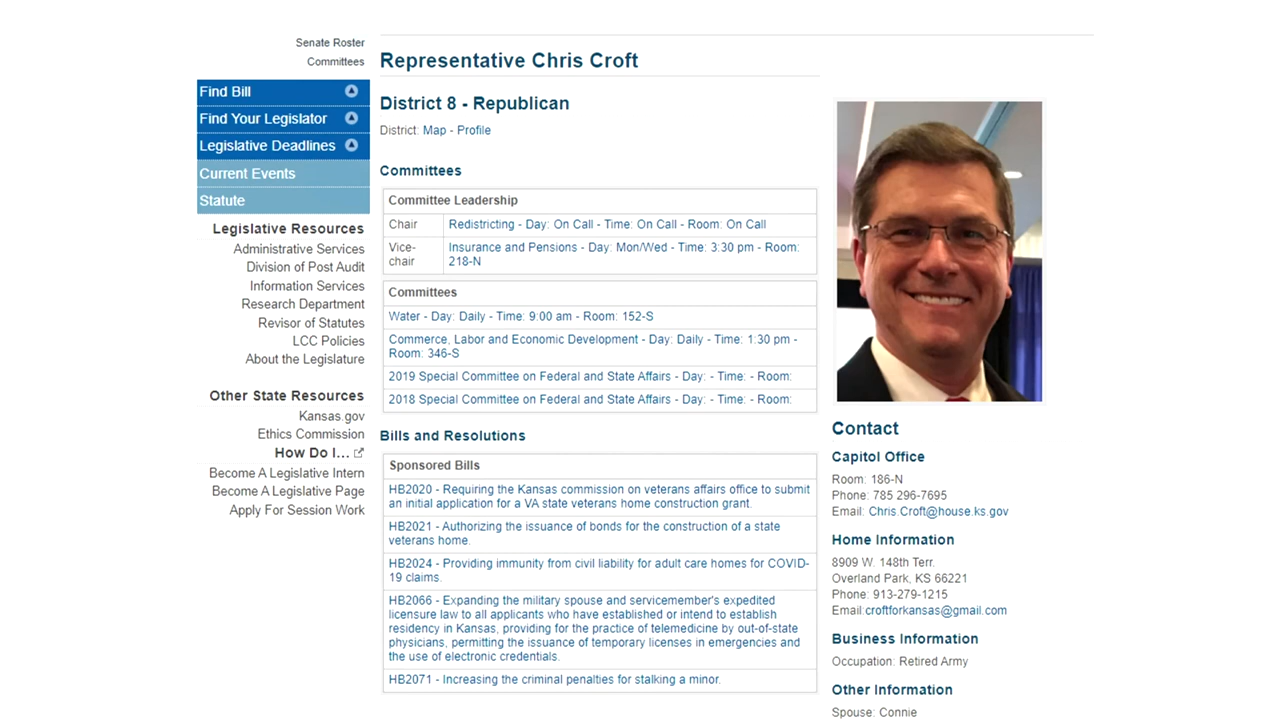 Senate Roster
Committees
Find Bill
Find Your Legislator
Legislative Deadlines
Current Events
Statute
Legislative Resources
Administrative Services
Division of Post Audit
Information Services
Research Department
Revisor of Statutes
LCC Policies
About the Legislature
Other State Resources
Kansas.gov
Ethics Commission
How Do I...
Become A Legislative Intern
Become A Legislative Page
Apply For Session Work
Representative Chris Croft
District 8 - Republican
District: Map - Profile
Committees
Committee Leadership
Chair Redistricting - Day: On Call - Time: On Call - Room: On Call
Vice-chair Insurance and Pensions - Day: Mon/Wed - Time: 3:30 pm - Room:
218-N
Committees
Water - Day: Daily - Time: 9:00 am - Room: 152-S
Commerce, Labor and Economic Development - Day: Daily - Time: 1:30 pm -
Room: 346-S
2019 Special Committee on Federal and State Affairs - Day: - Time: - Room:
2018 Special Committee on Federal and State Affairs - Day: - Time: - Room:
Bills and Resolutions
Sponsored Bills
HB2020 - Requiring the Kansas commission on veterans affairs office to submit
an initial application for a VA state veterans home construction grant.
HB2021 - Authorizing the issuance of bonds for the construction of a state
veterans home.
HB2024 - Providing immunity from civil liability for adult care homes for COVID-
19 claims.
HB2066 - Expanding the military spouse and servicemember's expedited
licensure law to all applicants who have established or intend to establish
residency in Kansas, providing for the practice of telemedicine by out-of-state
physicians, permitting the issuance of temporary licenses in emergencies and
the use of electronic credentials.
HB2071 - Increasing the criminal penalties for stalking a minor.
Contact
Capitol Office
Room: 186-N
Phone: 785 296-7695
Email: Chris.Croft@house.ks.gov
Home Information
8909 W. 148th Terr.
Overland Park, KS 66221
Phone: 913-279-1215
Email:croftforkansas@gmail.com
Business Information
Occupation: Retired Army
Other Information
Spouse: Connie